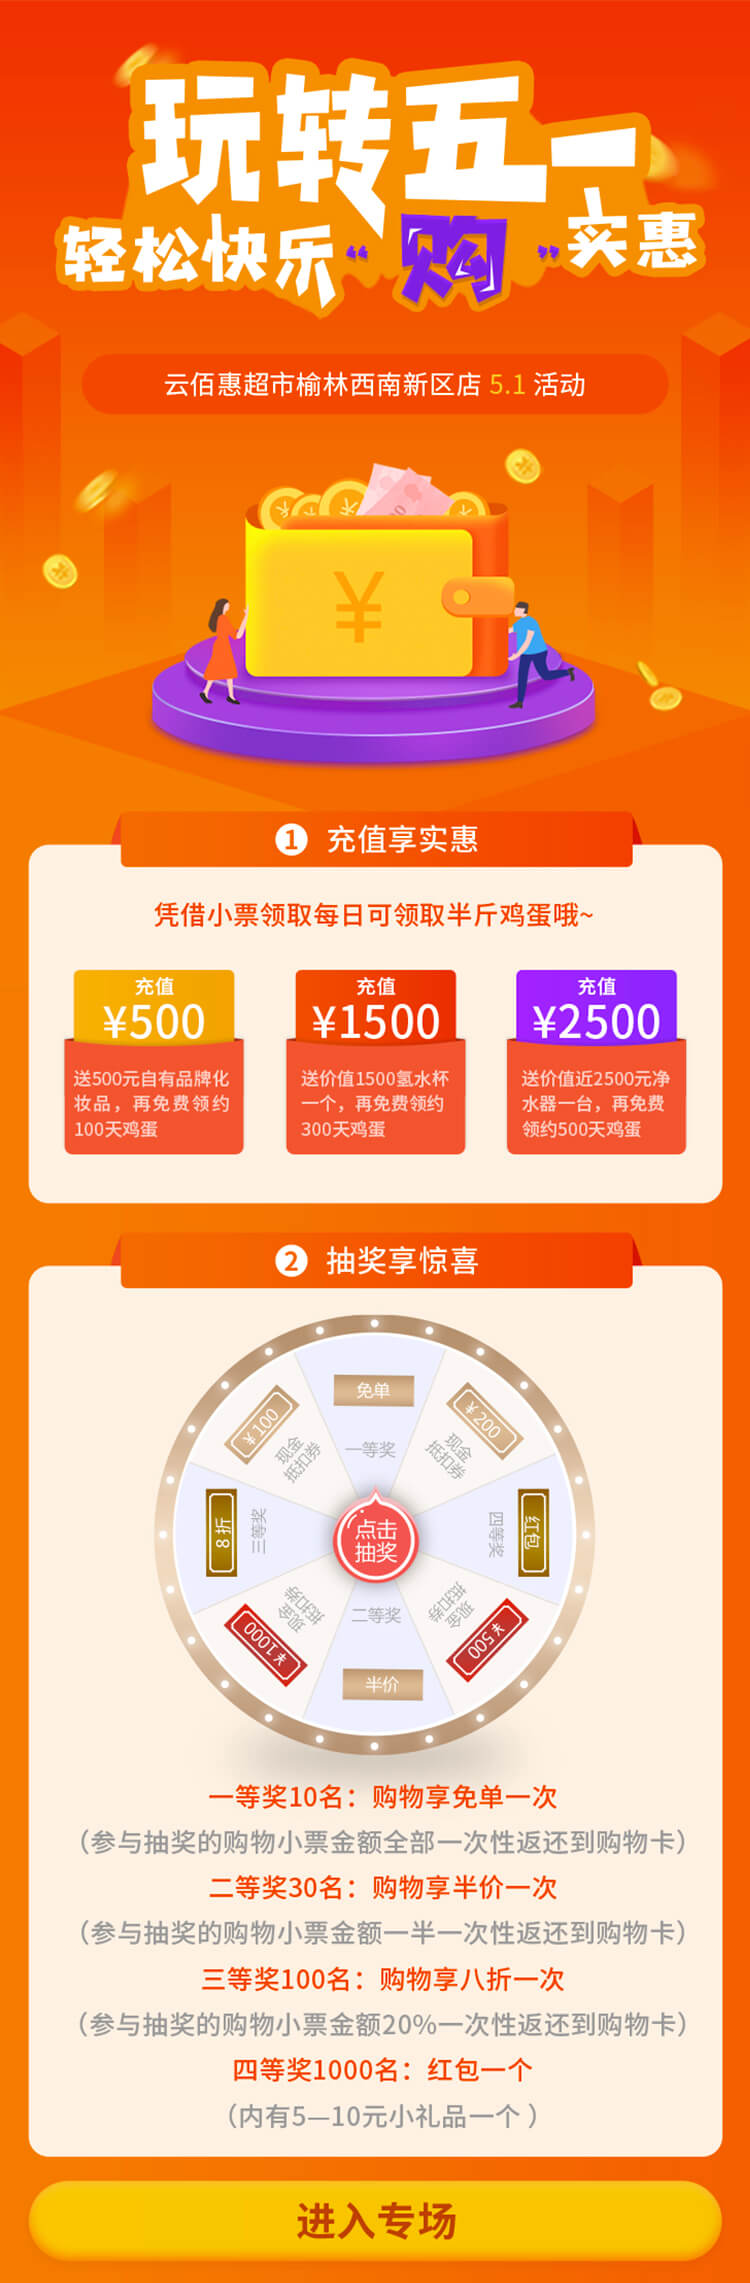 玩转五一
轻松快乐“购”实惠
云佰惠超市榆林西南新区店 5.1 活动
¥
1 充值享实惠
凭借小票领取每日可领取半斤鸡蛋哦~
充值
¥500
送500元自有品牌化
妆品，再免费领约
100天鸡蛋
充值
¥1500
送价值1500氢水杯
一个，再免费领约
300天鸡蛋
充值
¥2500
送价值近2500元净
水器一台，再免费
领约500天鸡蛋
2 抽奖享惊喜
免单
一等奖
¥200
现金
抵扣券
红包
四等奖
¥500
现金
抵扣券
半价
二等奖
¥1000
现金
抵扣券
8折
三等奖
¥100
现金
抵扣券
点击
抽奖
一等奖10名：购物享免单一次
（参与抽奖的购物小票金额全部一次性返还到购物卡）
二等奖30名：购物享半价一次
（参与抽奖的购物小票金额一半一次性返还到购物卡）
三等奖100名：购物享八折一次
（参与抽奖的购物小票金额20%一次性返还到购物卡）
四等奖1000名：红包一个
（内有5—10元小礼品一个 ）
进入专场